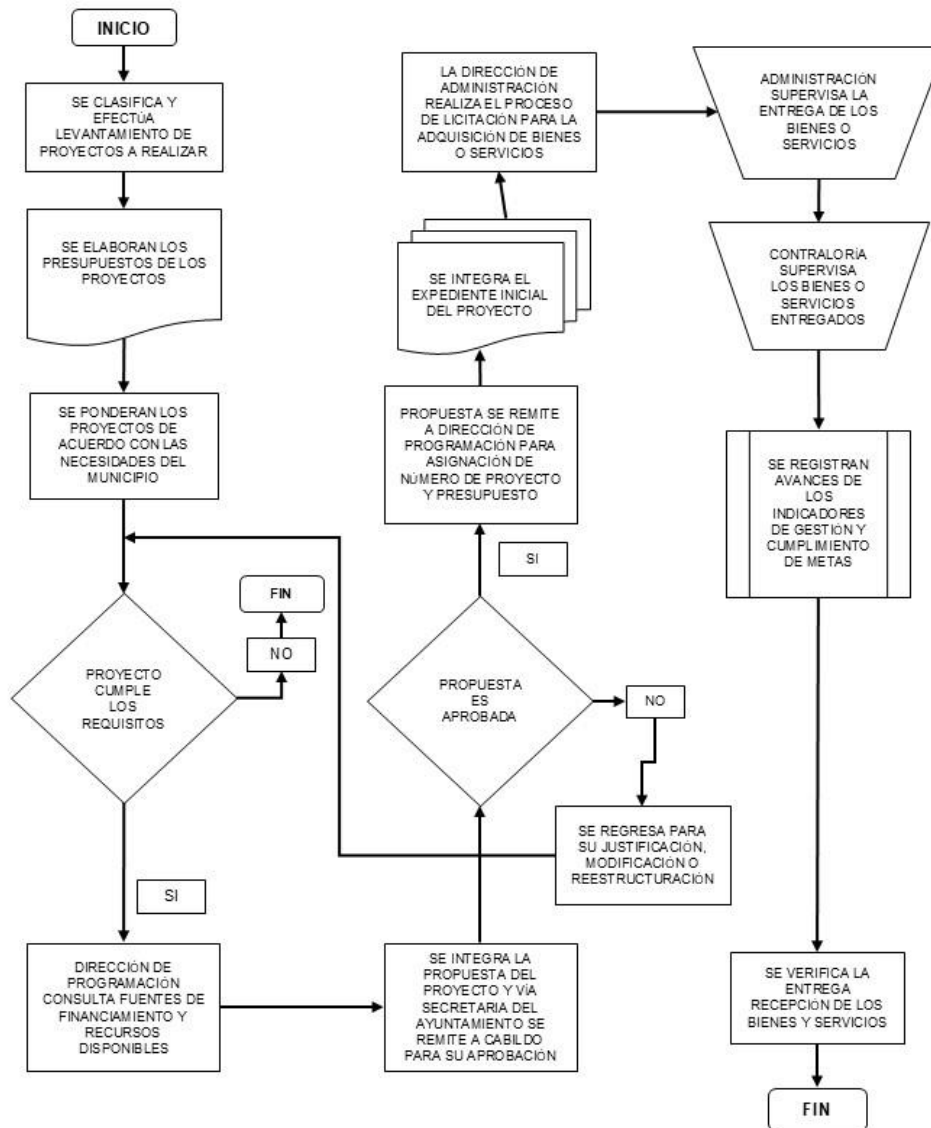 INICIO
SE CLASIFICA Y
EFECTÚA
LEVANTAMIENTO DE
PROYECTOS A REALIZAR
SE ELABORAN LOS
PRESUPUESTOS DE LOS
PROYECTOS
SE PONDERAN LOS
PROYECTOS DE
ACUERDO CON LAS
NECESIDADES DEL
MUNICIPIO
PROYECTO
CUMPLE
LOS
REQUISITOS
NO
FIN
SI
DIRECCIÓN DE
PROGRAMACIÓN
CONSULTA FUENTES DE
FINANCIAMIENTO Y
RECURSOS
DISPONIBLES
SE INTEGRA LA
PROPUESTA DEL
PROYECTO Y VÍA
SECRETARIA DEL
AYUNTAMIENTO SE
REMITE A CABILDO
PARA SU APROBACIÓN
PROPUESTA
ES
APROBADA
NO
SE REGRESA PARA
SU JUSTIFICACIÓN,
MODIFICACIÓN O
REESTRUCTURACIÓN
SI
PROPUESTA SE REMITE
A DIRECCIÓN DE
PROGRAMACIÓN PARA
ASIGNACIÓN DE
NÚMERO DE PROYECTO
Y PRESUPUESTO
SE INTEGRA EL
EXPEDIENTE INICIAL
DEL PROYECTO
LA DIRECCIÓN DE
ADMINISTRACIÓN
REALIZA EL PROCESO
DE LICITACIÓN PARA LA
ADQUISICIÓN DE BIENES
O SERVICIOS
ADMINISTRACIÓN
SUPERVISA LA
ENTREGA DE LOS
BIENES O
SERVICIOS
CONTRALORÍA
SUPERVISA
LOS BIENES O
SERVICIOS
ENTREGADOS
SE REGISTRAN
AVANCES DE
LOS
INDICADORES
DE GESTIÓN Y
CUMPLIMIENTO
DE METAS
SE VERIFICA LA
ENTREGA
RECEPCIÓN DE LOS
BIENES Y SERVICIOS
FIN